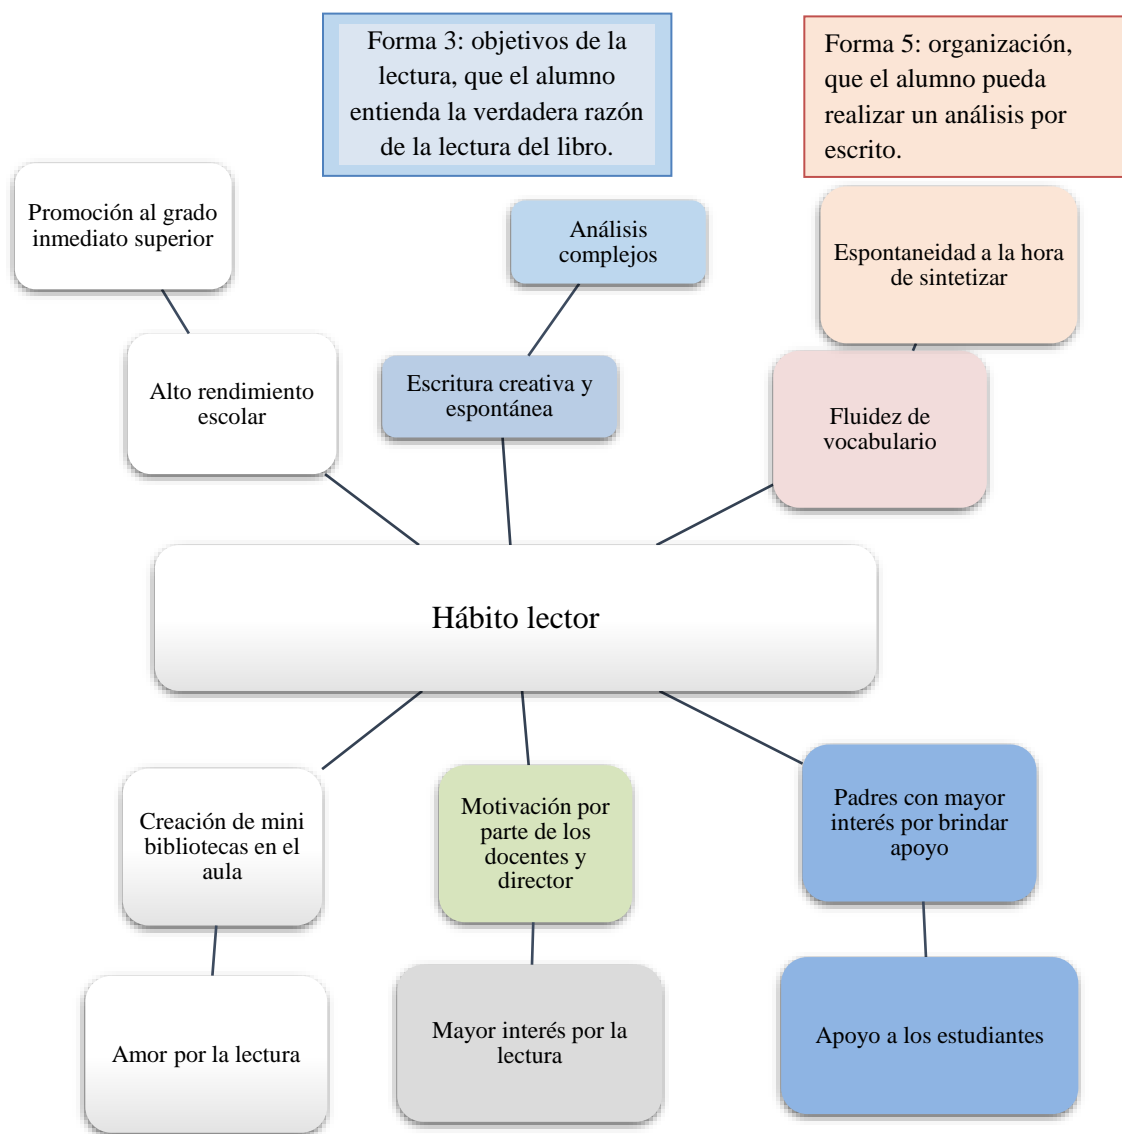 Forma 3: objetivos de la
lectura, que el alumno
entienda la verdadera razón
de la lectura del libro.
Forma 5: organización,
que el alumno pueda
realizar un análisis por
escrito.
Promoción al grado
inmediato superior
Análisis
complejos
Espontaneidad a la hora
de sintetizar
Alto rendimiento
escolar
Escritura creativa y
espontánea
Fluidez de
vocabulario
Hábito lector
Creación de mini
bibliotecas en el
aula
Motivación por
parte de los
docentes y
director
Padres con mayor
interés por brindar
apoyo
Amor por la lectura
Mayor interés por la
lectura
Apoyo a los estudiantes